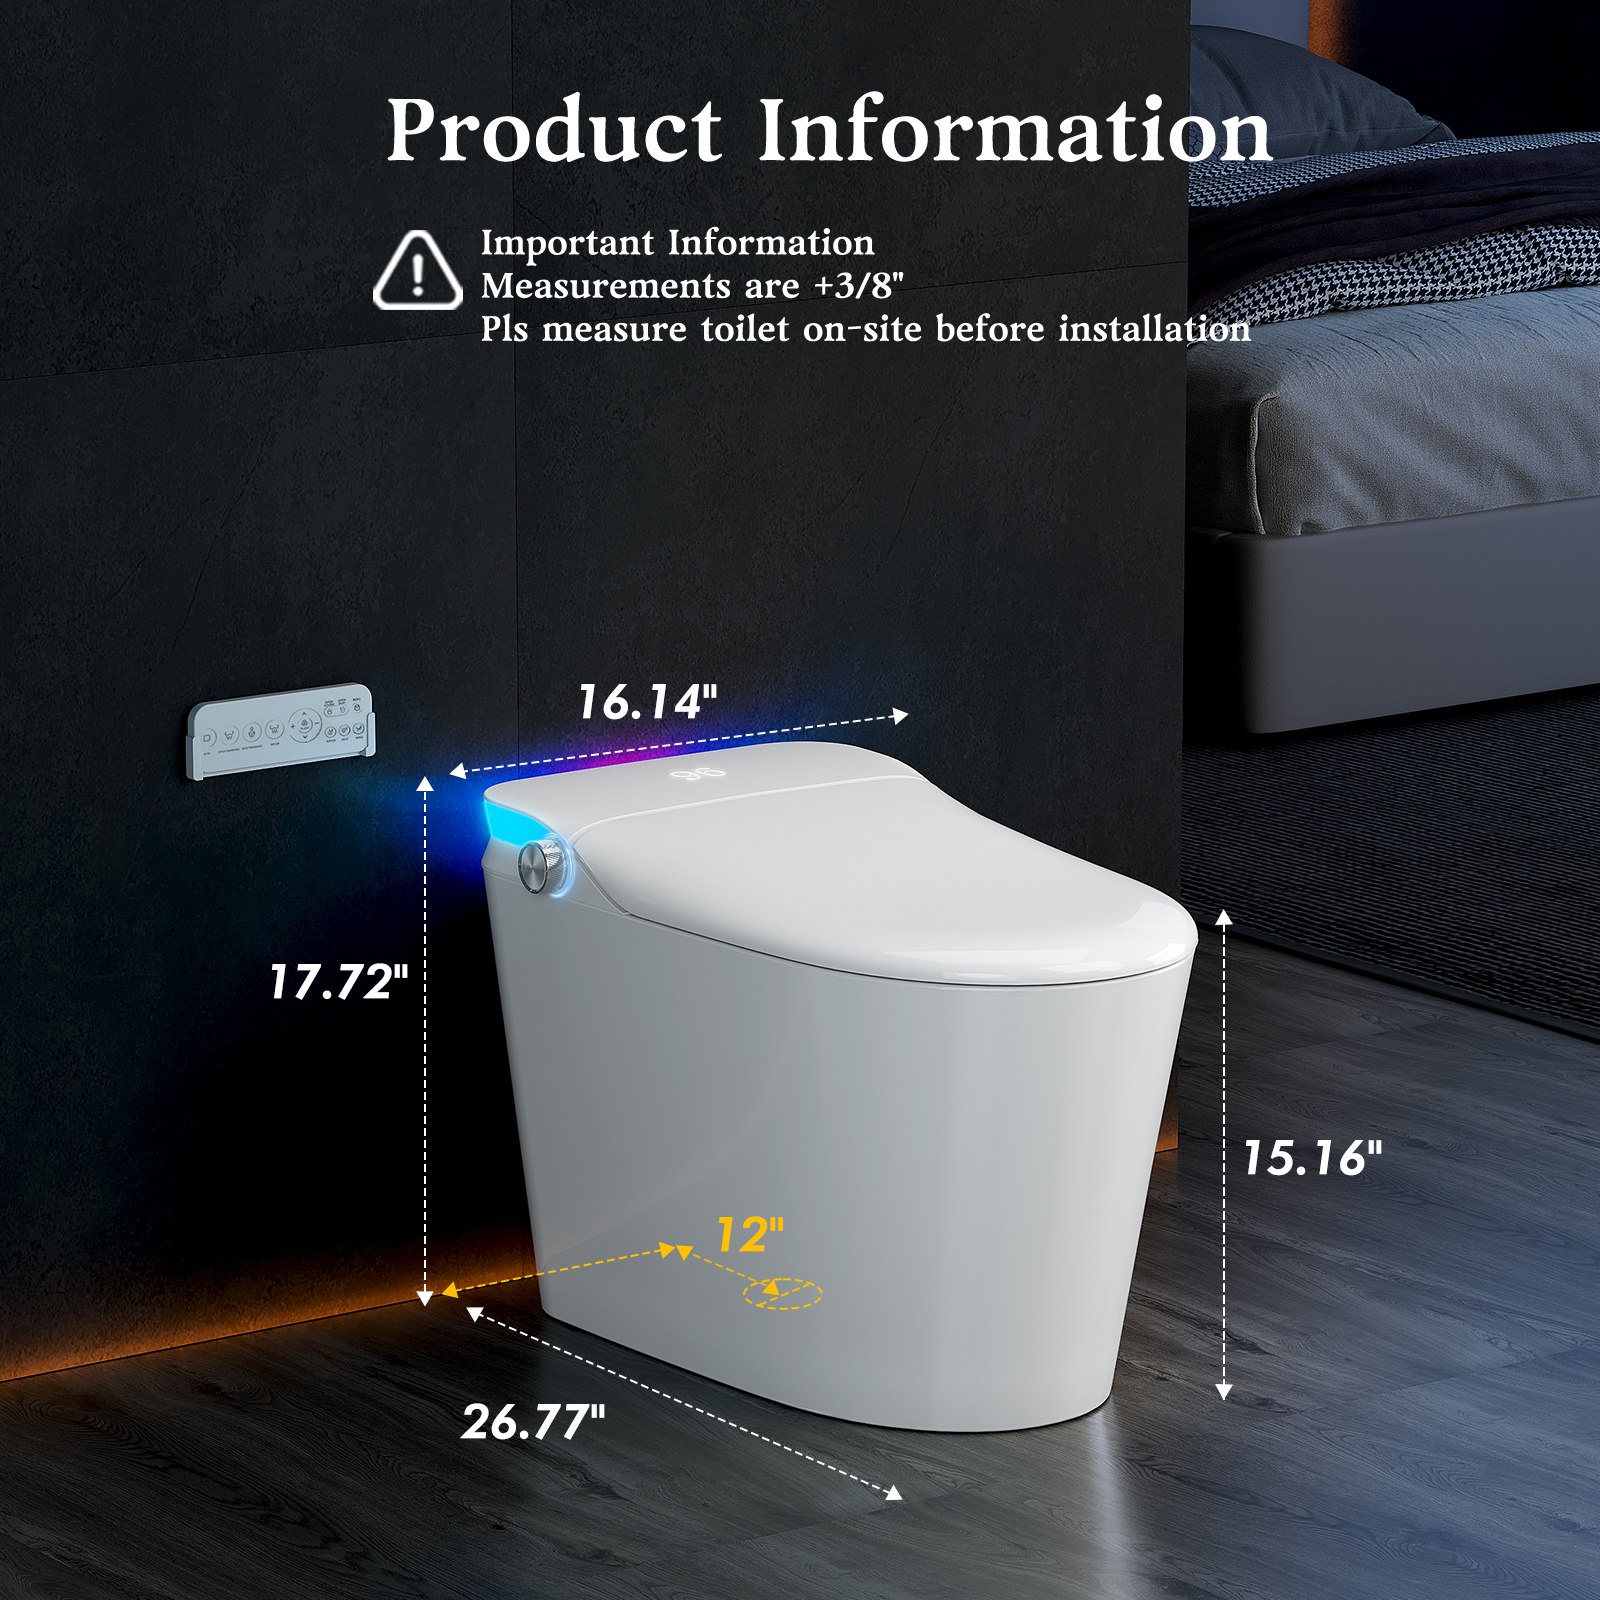 Product Information
Important Information
Measurements are +3/8"
Pls measure toilet on-site before installation
16.14"
96
17.72"
15.16"
12"
26.77"